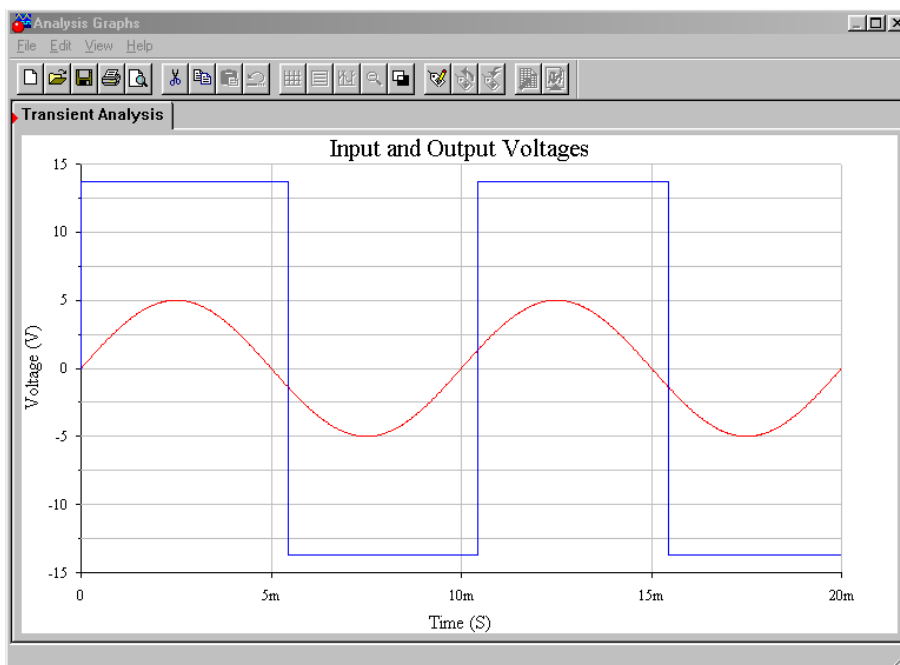 Analysis Graphs
File Edit View Help
Transient Analysis
Input and Output Voltages
15
10
5
0
-5
-10
-15
Voltage (V)
0 5m 10m 15m 20m
Time (S)